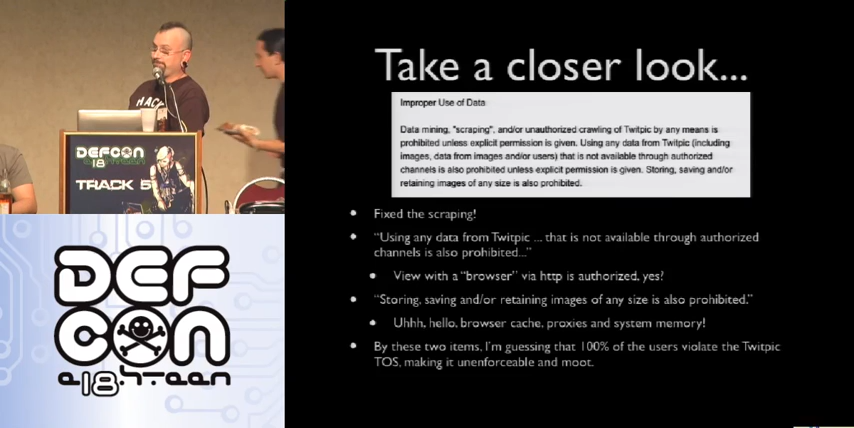 HACK
DEFCON
18
TRACK 5
DEF
CON
e18hteen
Take a closer look...
Improper Use of Data
Data mining, "scraping", and/or unauthorized crawling of Twitpic by any means is
prohibited unless explicit permission is given. Using any data from Twitpic (including
images, data from images and/or users) that is not available through authorized
channels is also prohibited unless explicit permission is given. Storing, saving and/or
retaining images of any size is also prohibited.
• Fixed the scraping!
• “Using any data from Twitpic ... that is not available through authorized
channels is also prohibited...”
• View with a “browser” via http is authorized, yes?
• “Storing, saving and/or retaining images of any size is also prohibited.”
• Uhhh, hello, browser cache, proxies and system memory!
• By these two items, I'm guessing that 100% of the users violate the Twitpic
TOS, making it unenforceable and moot.